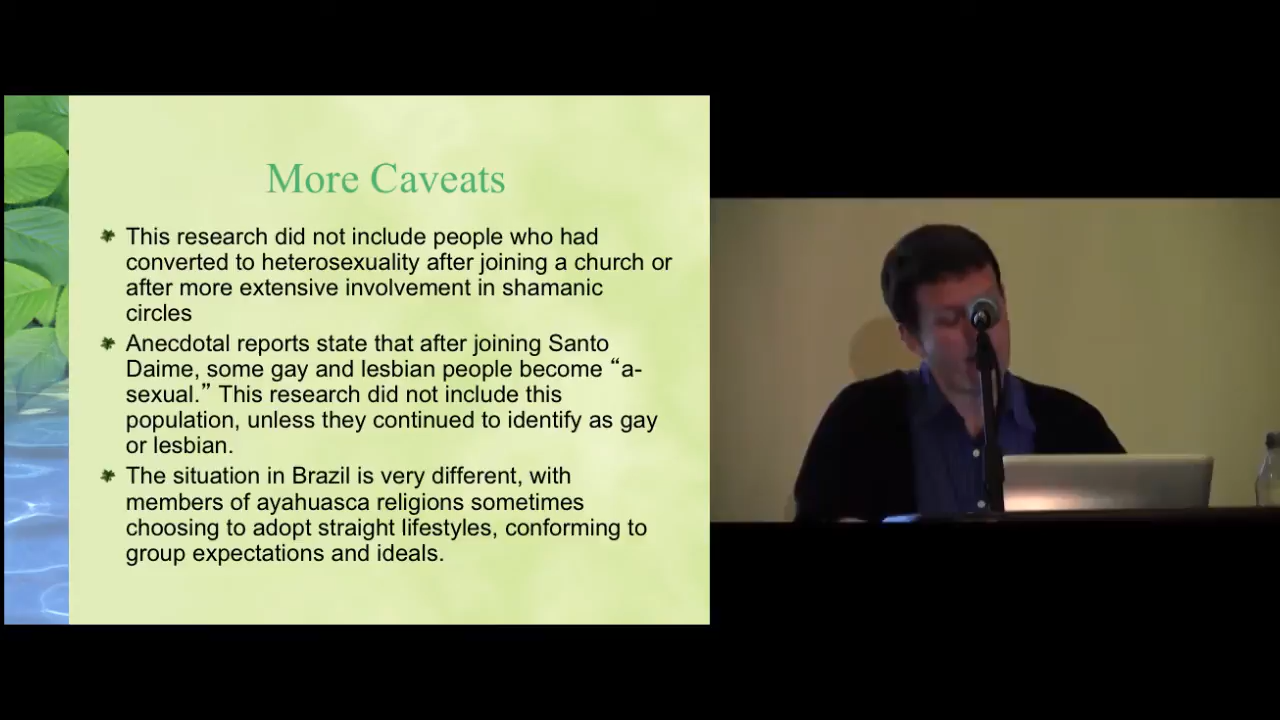 More Caveats
This research did not include people who had
converted to heterosexuality after joining a church or
after more extensive involvement in shamanic
circles
Anecdotal reports state that after joining Santo
Daime, some gay and lesbian people become “a-
sexual.” This research did not include this
population, unless they continued to identify as gay
or lesbian.
The situation in Brazil is very different, with
members of ayahuasca religions sometimes
choosing to adopt straight lifestyles, conforming to
group expectations and ideals.